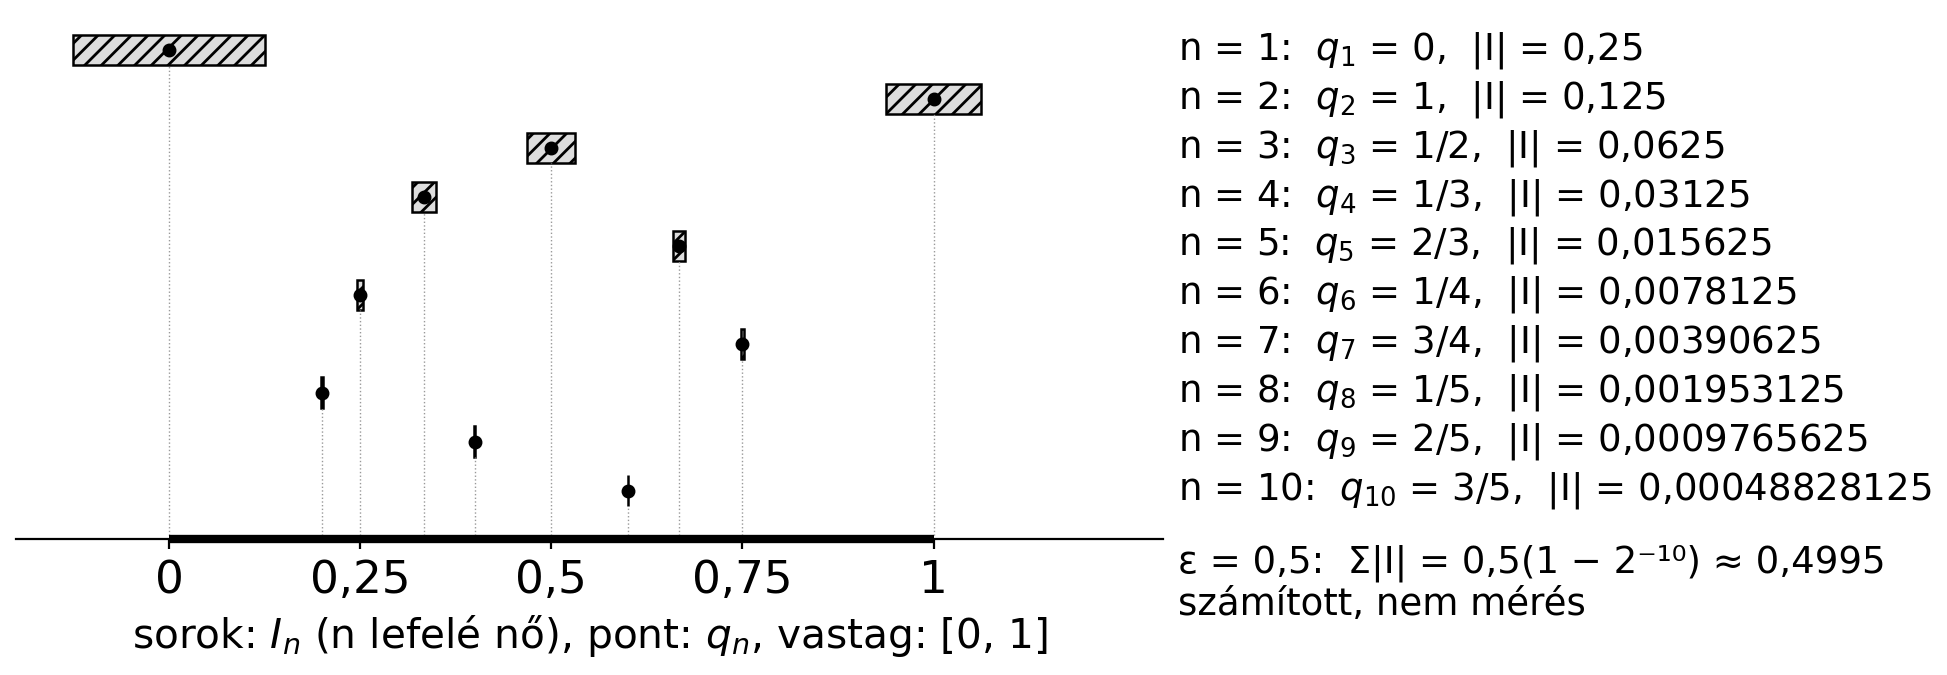 n = 1: q₁ = 0, |I| = 0,25
n = 2: q₂ = 1, |I| = 0,125
n = 3: q₃ = 1/2, |I| = 0,0625
n = 4: q₄ = 1/3, |I| = 0,03125
n = 5: q₅ = 2/3, |I| = 0,015625
n = 6: q₆ = 1/4, |I| = 0,0078125
n = 7: q₇ = 3/4, |I| = 0,00390625
n = 8: q₈ = 1/5, |I| = 0,001953125
n = 9: q₉ = 2/5, |I| = 0,0009765625
n = 10: q₁₀ = 3/5, |I| = 0,00048828125
ε = 0,5: Σ|I| = 0,5(1 − 2⁻¹⁰) ≈ 0,4995
számított, nem mérés
0 0,25 0,5 0,75 1
sorok: Iₙ (n lefelé nő), pont: qₙ, vastag: [0, 1]